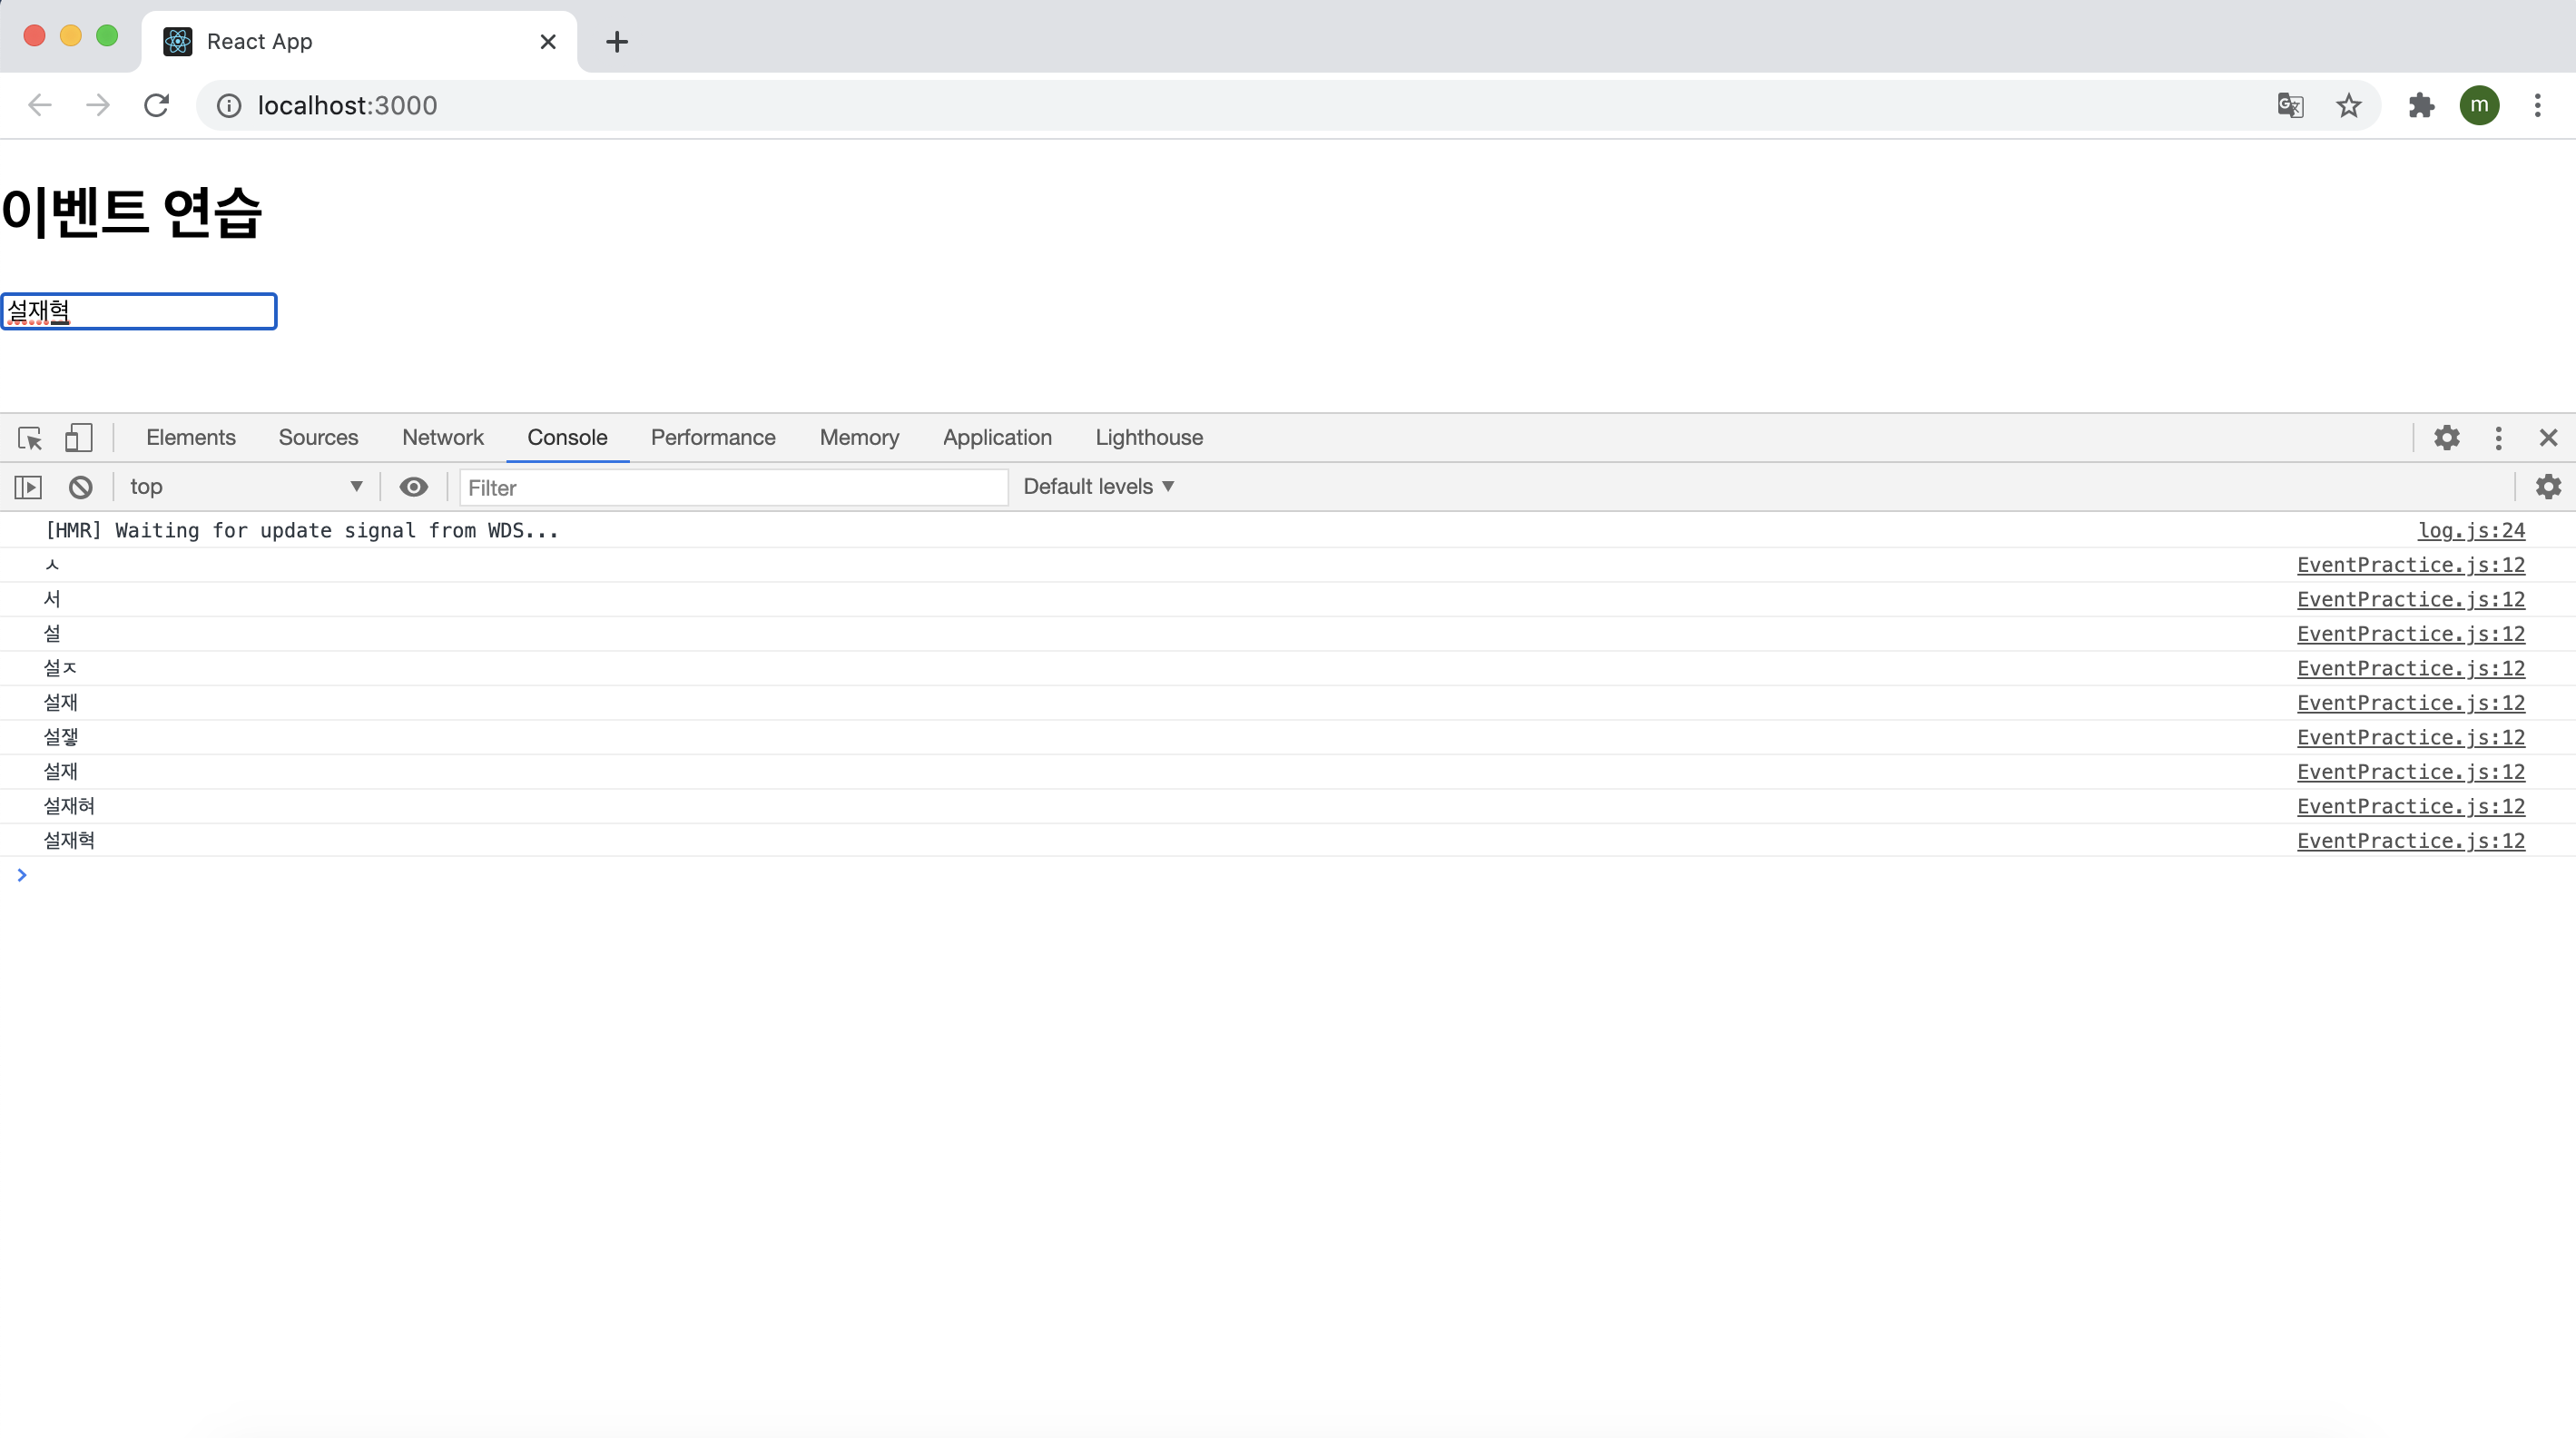 React App
localhost:3000
m
이벤트 연습
설재혁
Elements Sources Network Console Performance Memory Application Lighthouse
top Filter Default levels
[HMR] Waiting for update signal from WDS... log.js:24
ㅅ EventPractice.js:12
서 EventPractice.js:12
설 EventPractice.js:12
설ㅈ EventPractice.js:12
설재 EventPractice.js:12
설잻 EventPractice.js:12
설재 EventPractice.js:12
설재혀 EventPractice.js:12
설재혁 EventPractice.js:12